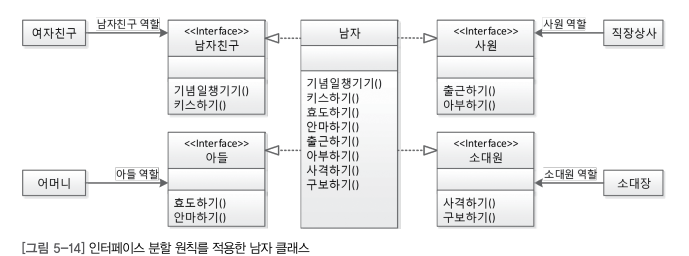 여자친구
남자친구 역할
<<Interface>>
남자친구
기념일챙기기()
키스하기()
남자
기념일챙기기()
키스하기()
효도하기()
안마하기()
출근하기()
아부하기()
사격하기()
구보하기()
<<Interface>>
사원
출근하기()
아부하기()
사원 역할
직장상사
어머니
아들 역할
<<Interface>>
아들
효도하기()
안마하기()
<<Interface>>
소대원
사격하기()
구보하기()
소대원 역할
소대장
[그림 5-14] 인터페이스 분할 원칙를 적용한 남자 클래스